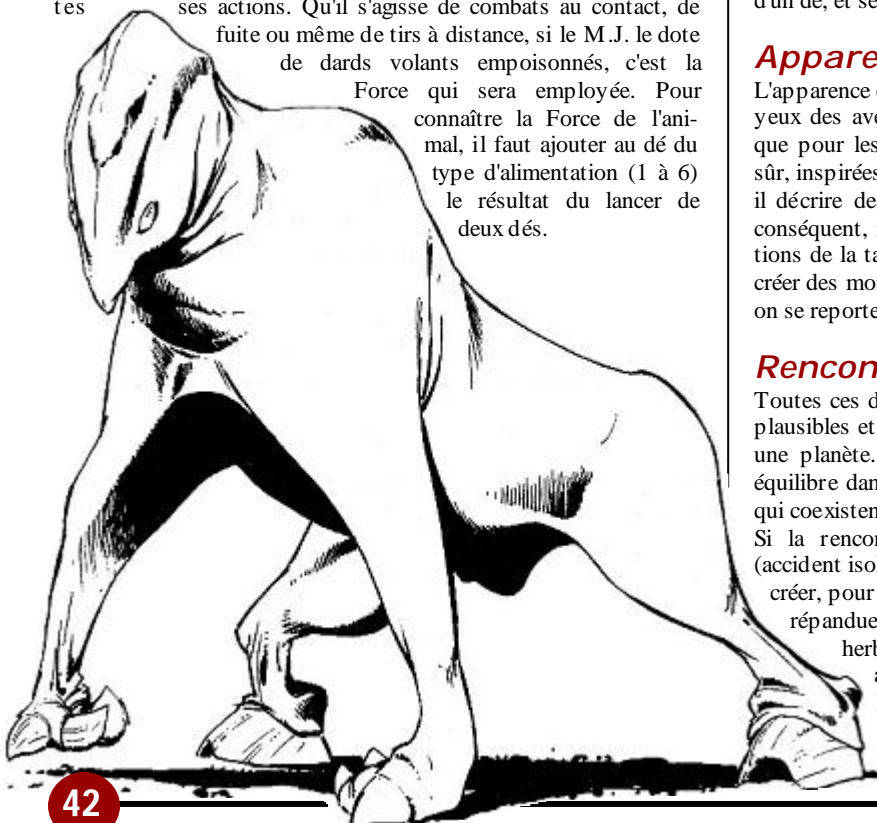 tes
ses actions. Qu'il s'agisse de combats au contact, de
fuite ou même de tirs à distance, si le M.J. le dote
de dards volants empoisonnés, c'est la
Force qui sera employée. Pour
connaître la Force de l'ani-
mal, il faut ajouter au dé du
type d'alimentation (1 à 6)
le résultat du lancer de
deux dés.
d'un dé, et se
Appare
L'apparence
yeux des ave
que pour les
sûr, inspirées
il décrire de
conséquent,
tions de la ta
créer des mo
on se reporte
Rencon
Toutes ces d
plausibles et
une planète.
équilibre dan
qui coexisten
Si la rencon
(accident isol
créer, pour
répandue
herb
42